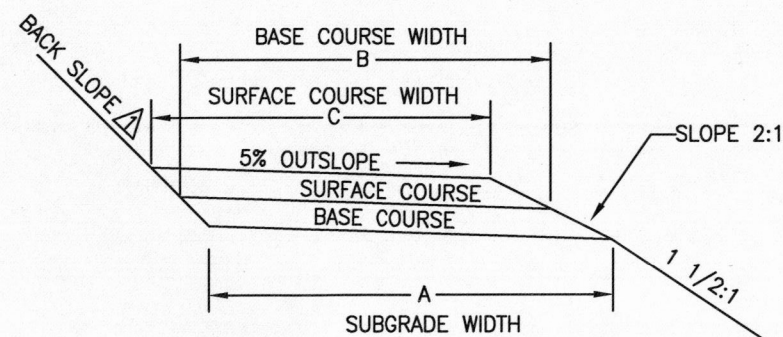 BACK SLOPE 1
BASE COURSE WIDTH
B
SURFACE COURSE WIDTH
C
SLOPE 2:1
5% OUTSLOPE
SURFACE COURSE
BASE COURSE
1 1/2:1
A
SUBGRADE WIDTH